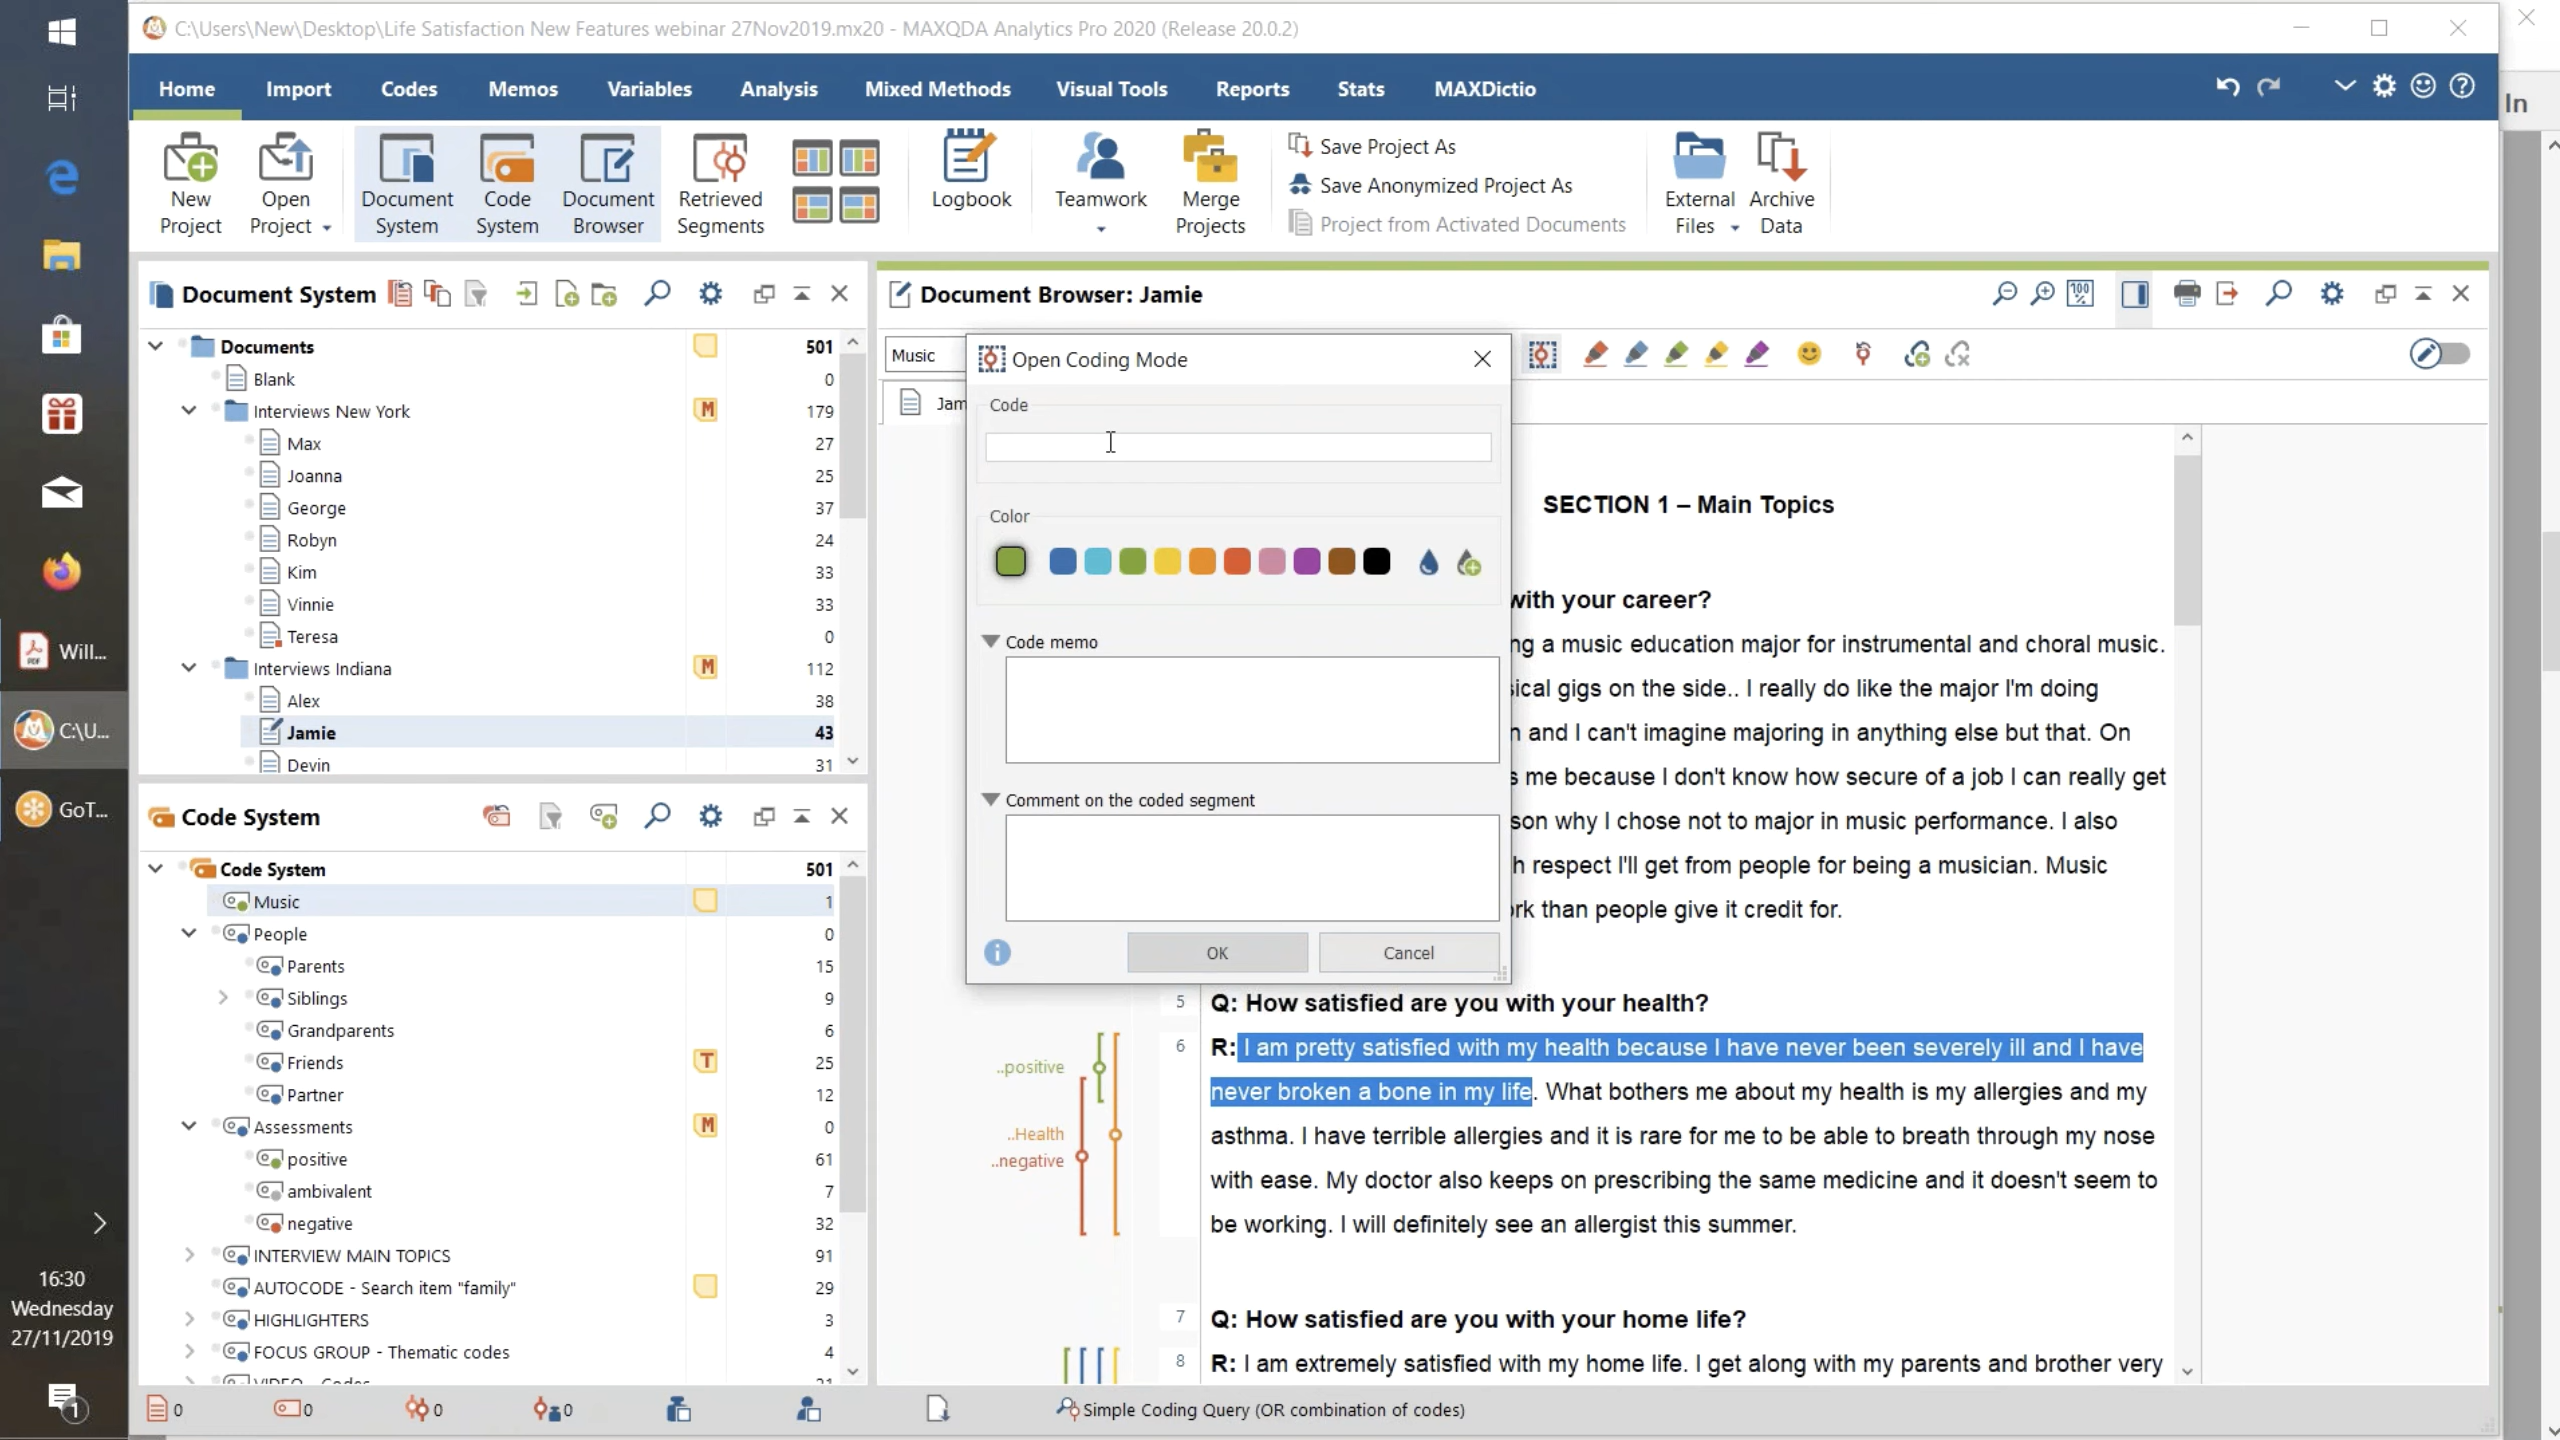 C:\Users\New\Desktop\Life Satisfaction New Features webinar 27Nov2019.mx20 - MAXQDA Analytics Pro 2020 (Release 20.0.2)
Home Import Codes Memos Variables Analysis Mixed Methods Visual Tools Reports Stats MAXDictio
In
New Project
Open Project
Document System
Code System
Document Browser
Retrieved Segments
Logbook
Teamwork
Merge Projects
Save Project As
Save Anonymized Project As
Project from Activated Documents
External Files
Archive Data
Document System
Documents 501
Blank 0
Interviews New York M 179
Max 27
Joanna 25
George 37
Robyn 24
Kim 33
Vinnie 33
Teresa 0
Interviews Indiana M 112
Alex 38
Jamie 43
Devin 31
Code System
Code System 501
Music 1
People 0
Parents 15
Siblings 9
Grandparents 6
Friends T 25
Partner 12
Assessments M 0
positive 61
ambivalent 7
negative 32
INTERVIEW MAIN TOPICS 91
AUTOCODE - Search item "family" 29
HIGHLIGHTERS 3
FOCUS GROUP - Thematic codes 4
Document Browser: Jamie
100 %
Music
Jam
Open Coding Mode
Code
Color
Code memo
Comment on the coded segment
OK Cancel
SECTION 1 – Main Topics
with your career?
ng a music education major for instrumental and choral music.
sical gigs on the side.. I really do like the major I'm doing
n and I can't imagine majoring in anything else but that. On
s me because I don't know how secure of a job I can really get
son why I chose not to major in music performance. I also
h respect I'll get from people for being a musician. Music
rk than people give it credit for.
5 Q: How satisfied are you with your health?
6 R: I am pretty satisfied with my health because I have never been severely ill and I have
never broken a bone in my life. What bothers me about my health is my allergies and my
asthma. I have terrible allergies and it is rare for me to be able to breath through my nose
with ease. My doctor also keeps on prescribing the same medicine and it doesn't seem to
be working. I will definitely see an allergist this summer.
..positive
..Health
..negative
7 Q: How satisfied are you with your home life?
8 R: I am extremely satisfied with my home life. I get along with my parents and brother very
0 0 0 0
Simple Coding Query (OR combination of codes)
Will...
C:\U...
GoT...
16:30
Wednesday
27/11/2019
1